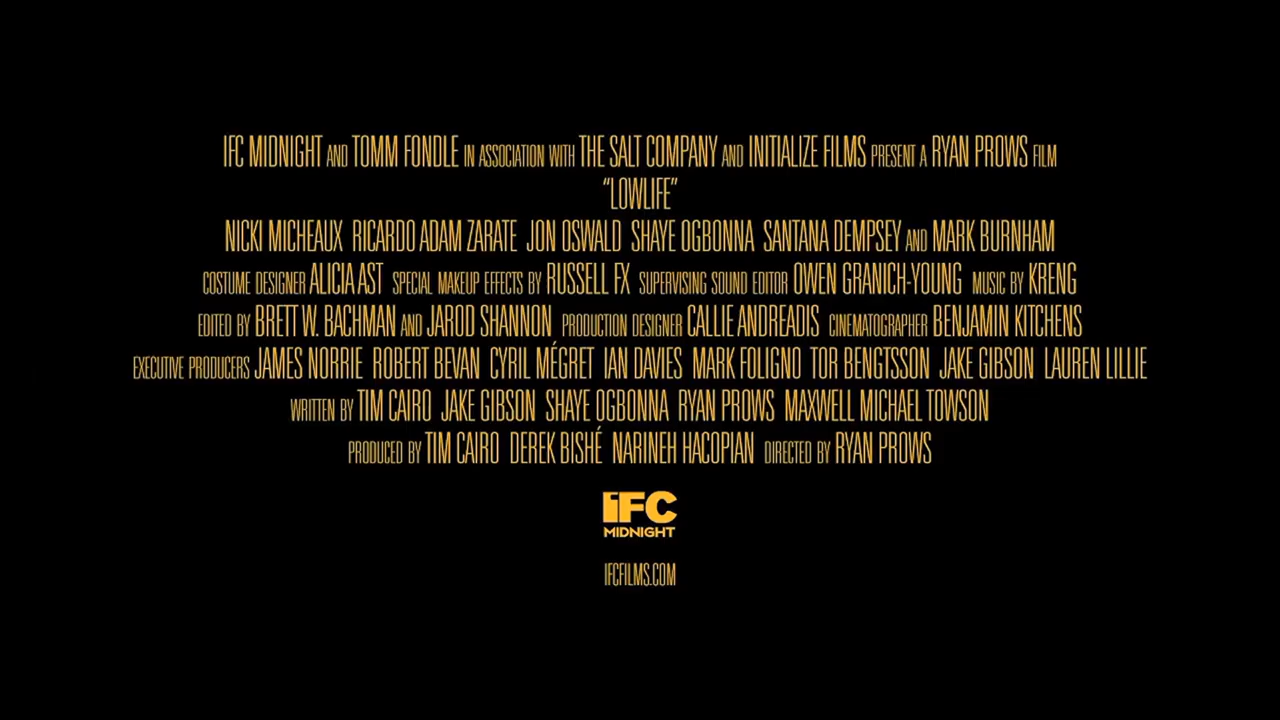 IFC MIDNIGHT AND TOMM FONDLE IN ASSOCIATION WITH THE SALT COMPANY AND INITIALIZE FILMS PRESENT A RYAN PROWS FILM
“LOWLIFE”
NICKI MICHEAUX RICARDO ADAM ZARATE JON OSWALD SHAYE OGBONNA SANTANA DEMPSEY AND MARK BURNHAM
COSTUME DESIGNER ALICIA AST SPECIAL MAKEUP EFFECTS BY RUSSELL FX SUPERVISING SOUND EDITOR OWEN GRANICH-YOUNG MUSIC BY KRENG
EDITED BY BRETT W. BACHMAN AND JAROD SHANNON PRODUCTION DESIGNER CALLIE ANDREADIS CINEMATOGRAPHER BENJAMIN KITCHENS
EXECUTIVE PRODUCERS JAMES NORRIE ROBERT BEVAN CYRIL MÉGRET IAN DAVIES MARK FOLIGNO TOR BENGTSSON JAKE GIBSON LAUREN LILLIE
WRITTEN BY TIM CAIRO JAKE GIBSON SHAYE OGBONNA RYAN PROWS MAXWELL MICHAEL TOWSON
PRODUCED BY TIM CAIRO DEREK BISHÉ NARINEH HACOPIAN DIRECTED BY RYAN PROWS
iFC
MIDNIGHT
IFCFILMS.COM